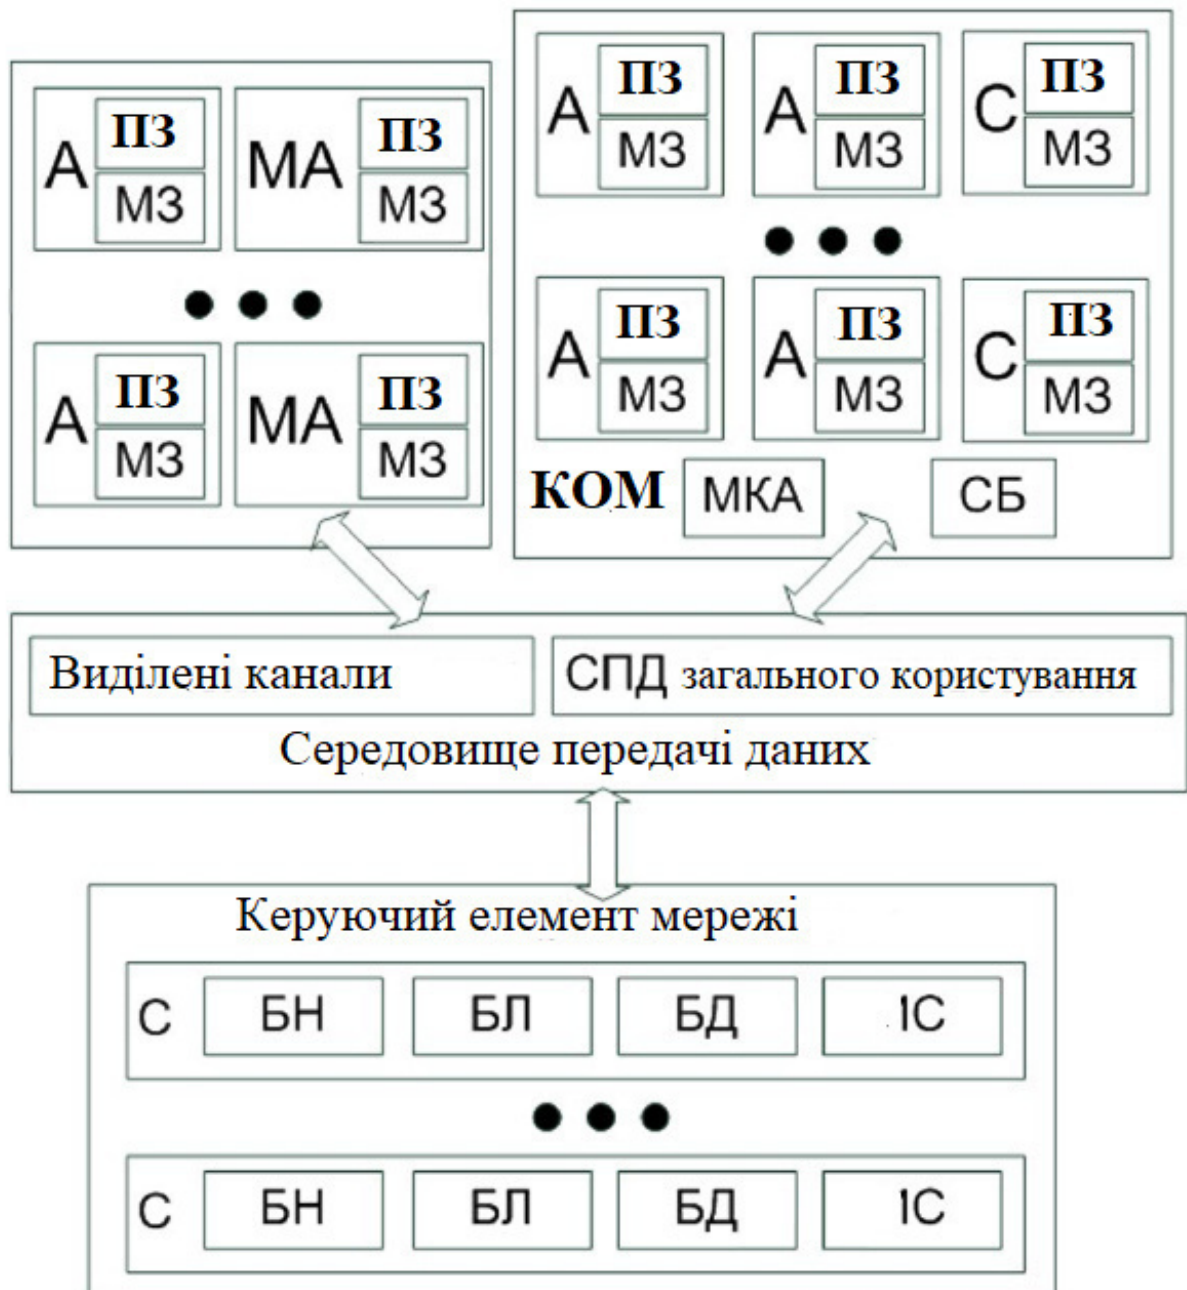 А ПЗ МЗ
МА ПЗ МЗ
А ПЗ МЗ
МА ПЗ МЗ
А ПЗ МЗ
А ПЗ МЗ
С ПЗ МЗ
А ПЗ МЗ
А ПЗ МЗ
С ПЗ МЗ
КОМ МКА СБ
Виділені канали
СПД загального користування
Середовище передачі даних
Керуючий елемент мережі
С БН БЛ БД ІС
С БН БЛ БД ІС